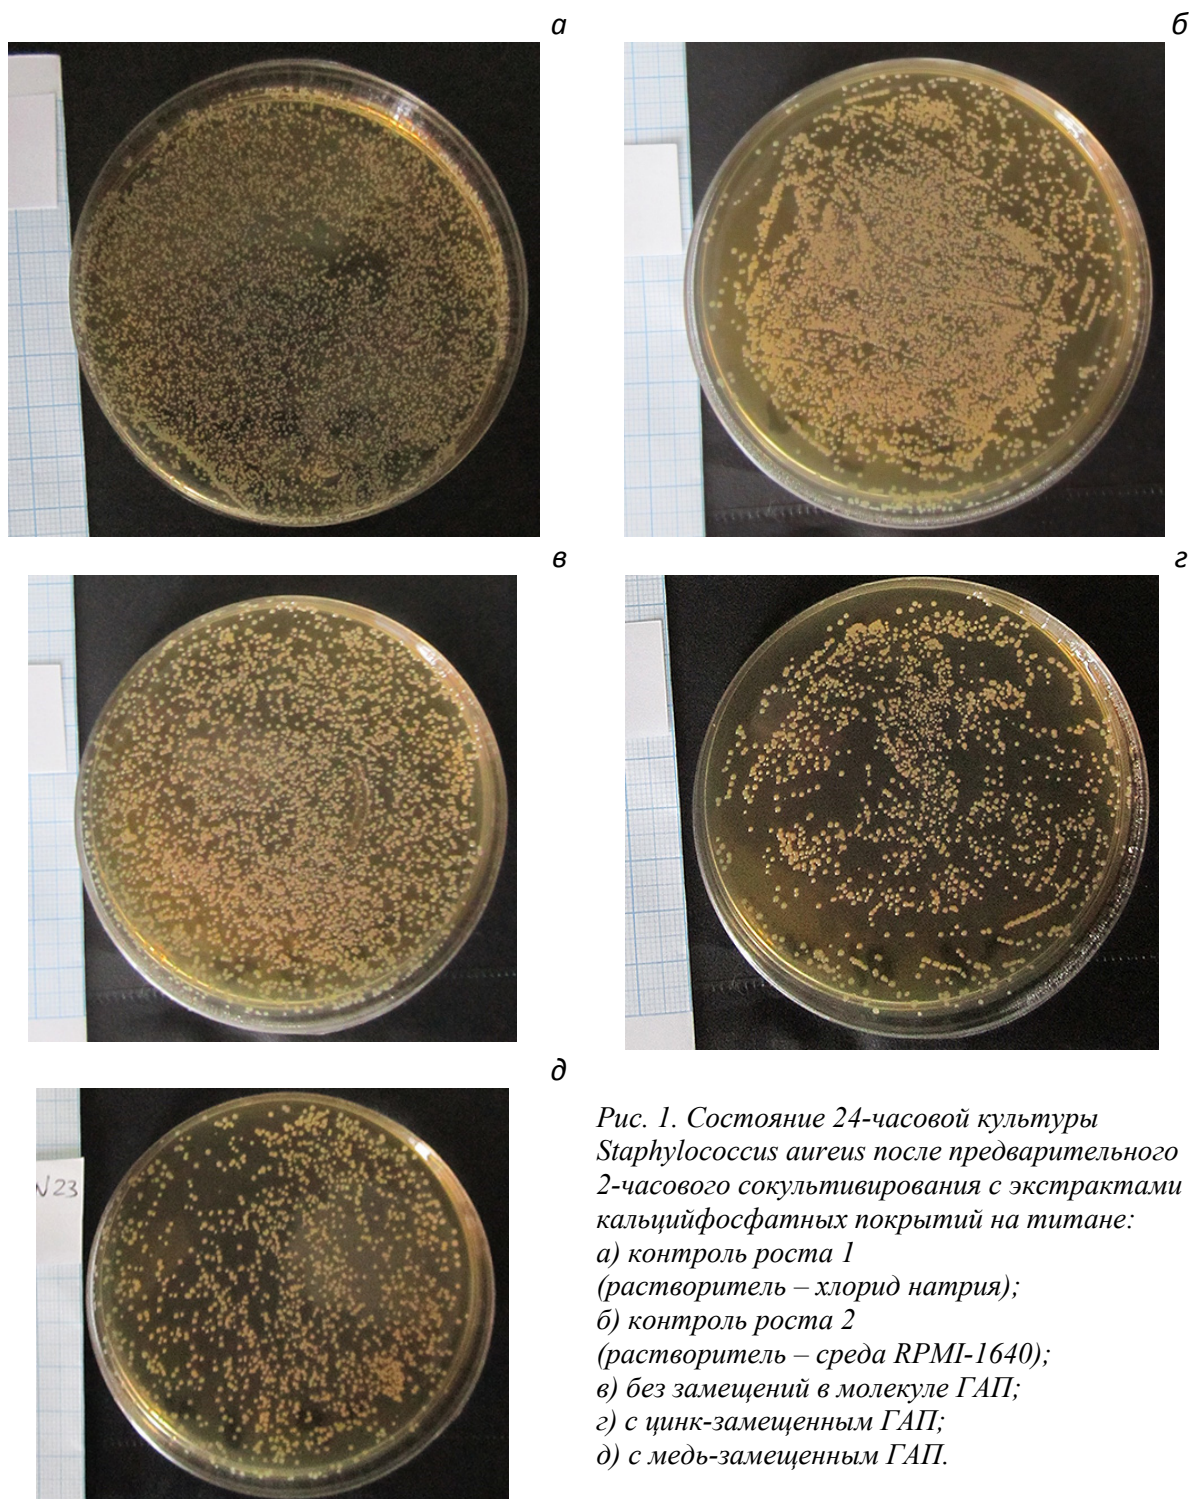 а
б
в
г
д
N23
Рис. 1. Состояние 24-часовой культуры
Staphylococcus aureus после предварительного
2-часового сокультивирования с экстрактами
кальцийфосфатных покрытий на титане:
а) контроль роста 1
(растворитель – хлорид натрия);
б) контроль роста 2
(растворитель – среда RPMI-1640);
в) без замещений в молекуле ГАП;
г) с цинк-замещенным ГАП;
д) с медь-замещенным ГАП.